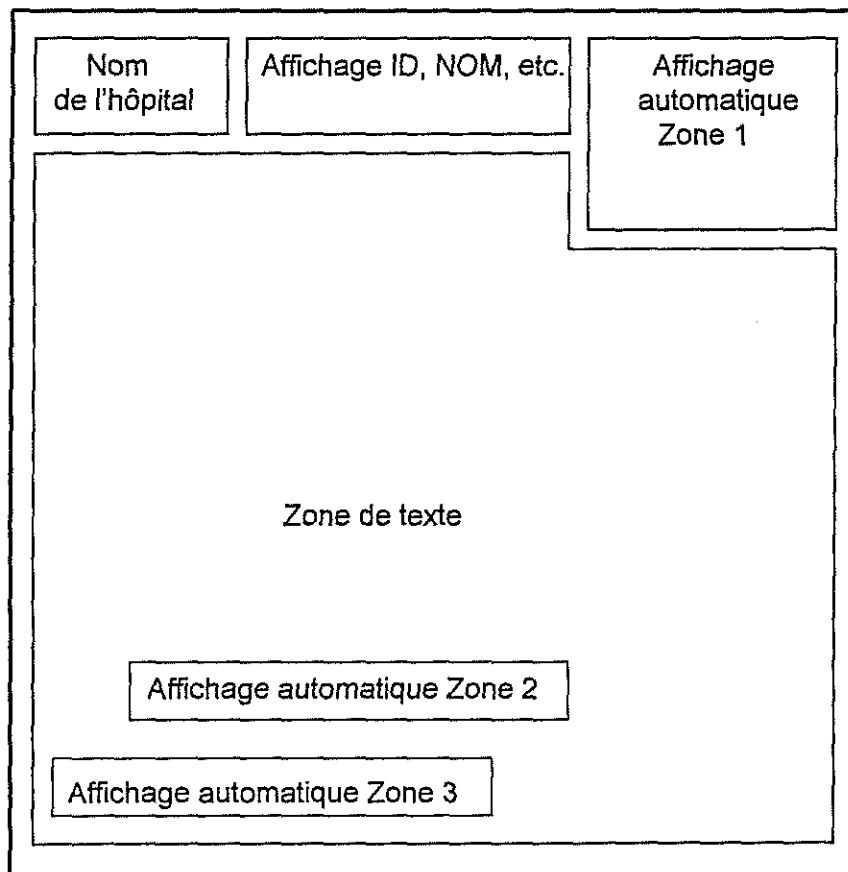 Nom
de l'hôpital
Affichage ID, NOM, etc.
Affichage
automatique
Zone 1
Zone de texte
Affichage automatique Zone 2
Affichage automatique Zone 3